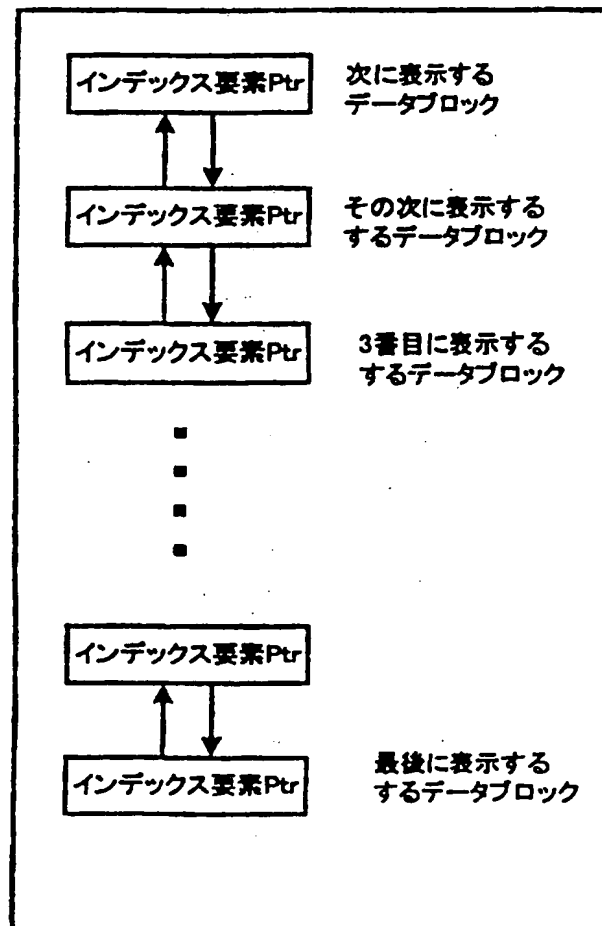 インデックス要素Ptr
次に表示する
データブロック
インデックス要素Ptr
その次に表示する
するデータブロック
インデックス要素Ptr
3番目に表示する
するデータブロック
インデックス要素Ptr
インデックス要素Ptr
最後に表示する
するデータブロック